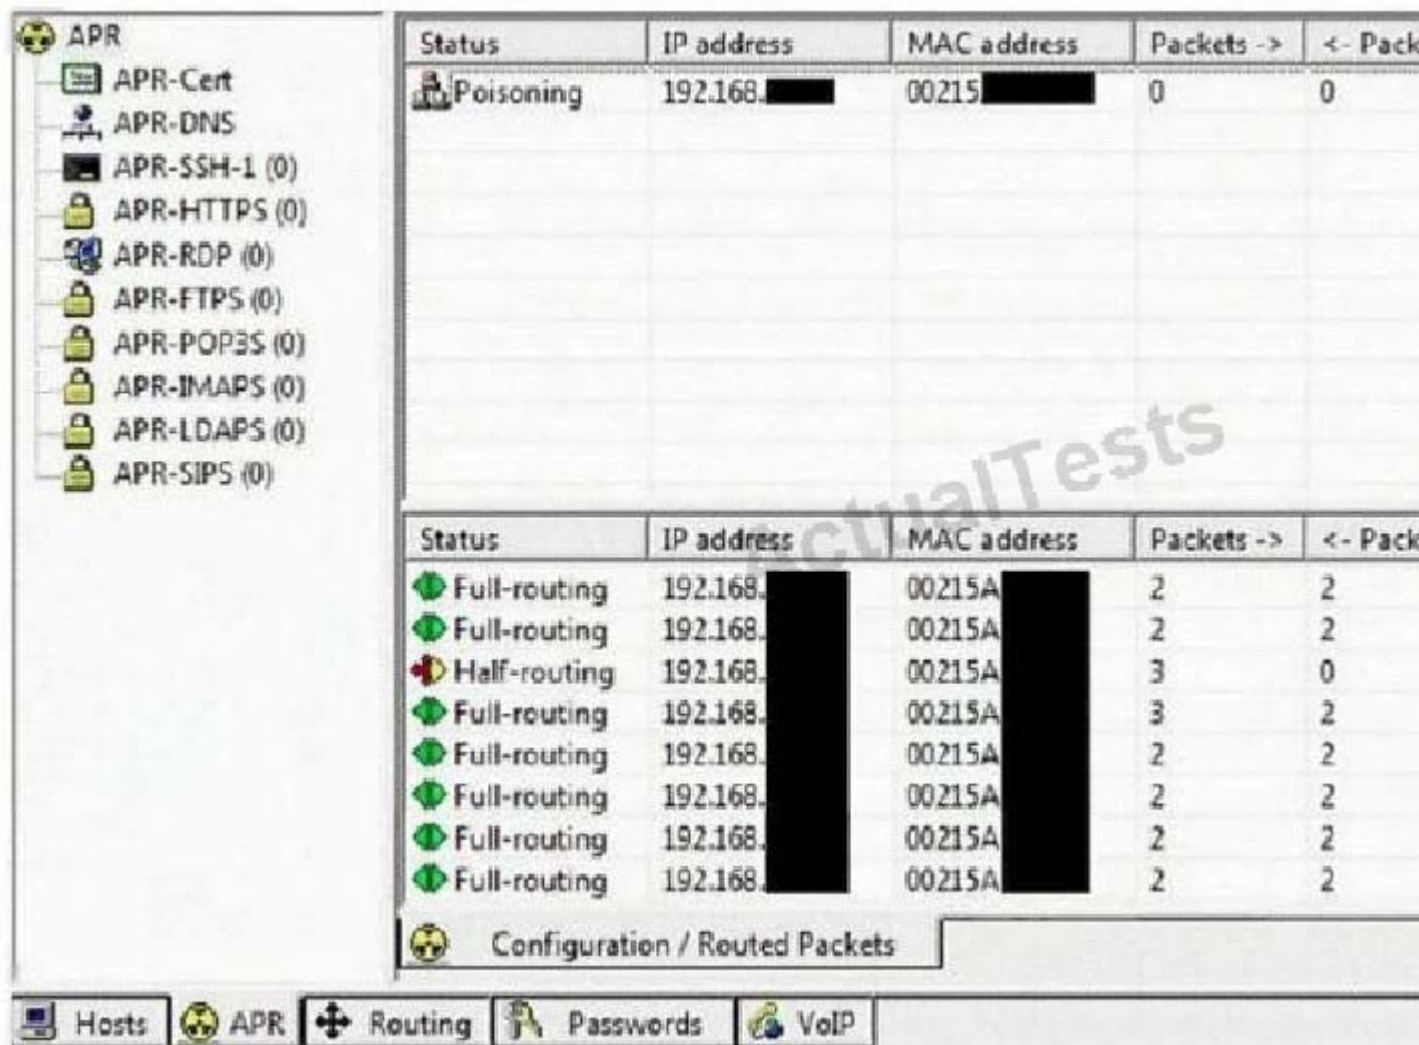 APR
APR-Cert
APR-DNS
APR-SSH-1 (0)
APR-HTTPS (0)
APR-RDP (0)
APR-FTPS (0)
APR-POP3S (0)
APR-IMAPS (0)
APR-LDAPS (0)
APR-SIPS (0)
Status IP address MAC address Packets -> <- Pack
Poisoning 192.168. 00215 0 0
ActualTests
Status IP address MAC address Packets -> <- Pack
Full-routing 192.168. 00215A 2 2
Full-routing 192.168. 00215A 2 2
Half-routing 192.168. 00215A 3 0
Full-routing 192.168. 00215A 3 2
Full-routing 192.168. 00215A 2 2
Full-routing 192.168. 00215A 2 2
Full-routing 192.168. 00215A 2 2
Full-routing 192.168. 00215A 2 2
Configuration / Routed Packets
Hosts APR Routing Passwords VoIP